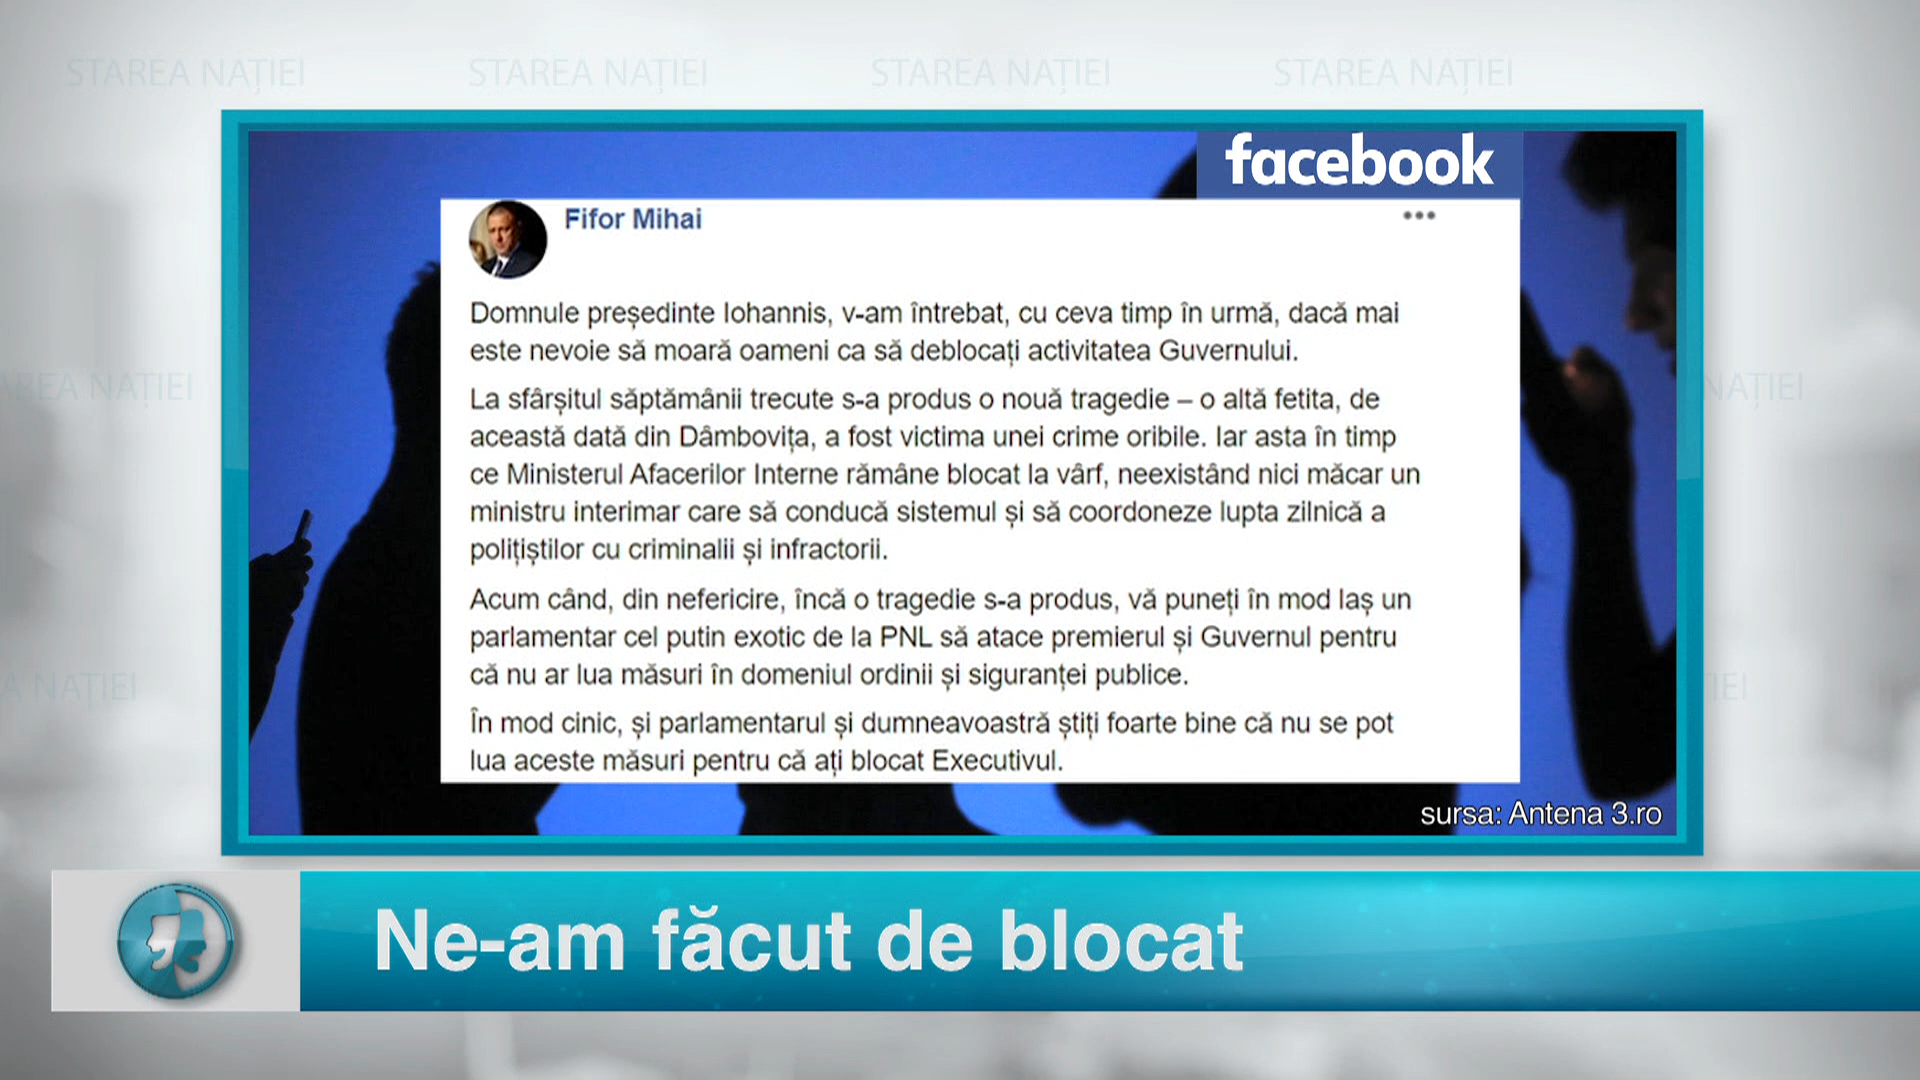 STAREA NAȚIEI STAREA NAȚIEI STAREA NAȚIEI STAREA NAȚIEI
facebook
Fifor Mihai
Domnule președinte Iohannis, v-am întrebat, cu ceva timp în urmă, dacă mai
este nevoie să moară oameni ca să deblocați activitatea Guvernului.
La sfârșitul săptămânii trecute s-a produs o nouă tragedie – o altă fetita, de
această dată din Dâmbovița, a fost victima unei crime oribile. Iar asta în timp
ce Ministerul Afacerilor Interne rămâne blocat la vârf, neexistând nici măcar un
ministru interimar care să conducă sistemul și să coordoneze lupta zilnică a
polițiștilor cu criminalii și infractorii.
Acum când, din nefericire, încă o tragedie s-a produs, vă puneți în mod laș un
parlamentar cel putin exotic de la PNL să atace premierul și Guvernul pentru
că nu ar lua măsuri în domeniul ordinii și siguranței publice.
În mod cinic, și parlamentarul și dumneavoastră știți foarte bine că nu se pot
lua aceste măsuri pentru că ați blocat Executivul.
AREA NAȚIEI NAȚIEI
A NAȚIEI IEI
sursa: Antena 3.ro
Ne-am făcut de blocat